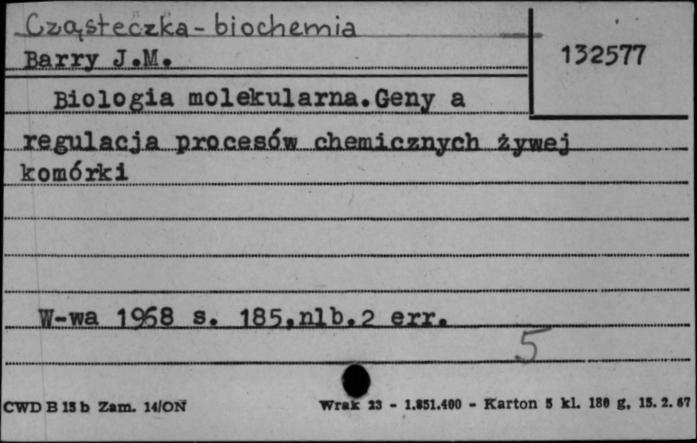 Cząsteczka - biochemia
Barry J.M.
132577
Biologia molekularna.Geny a
regulacja procesów chemicznych żywej
komórki
W-wa 1968 s. 185,nlb.2 err.
5
CWD B 15 b Zam. 14/ON
Wrak 23 - 1.851.400 - Karton 5 kl. 180 g, 15. 2. 67